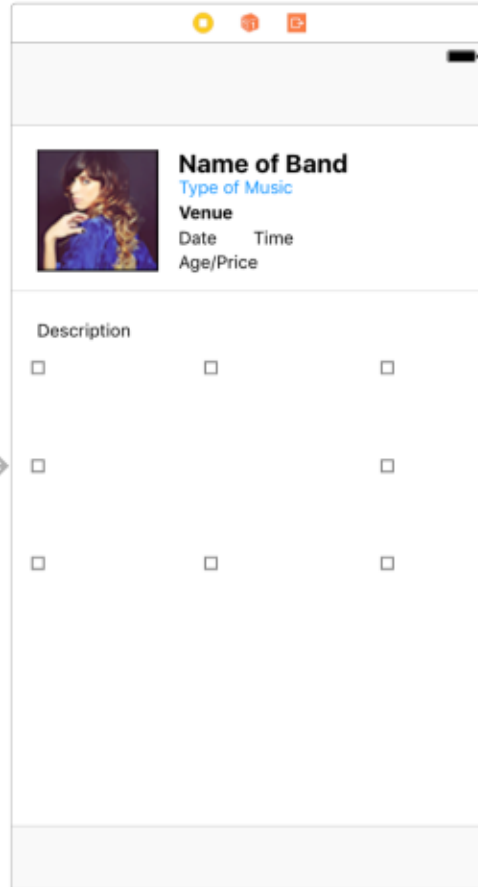 Name of Band
Type of Music
Venue
Date Time
Age/Price
Description